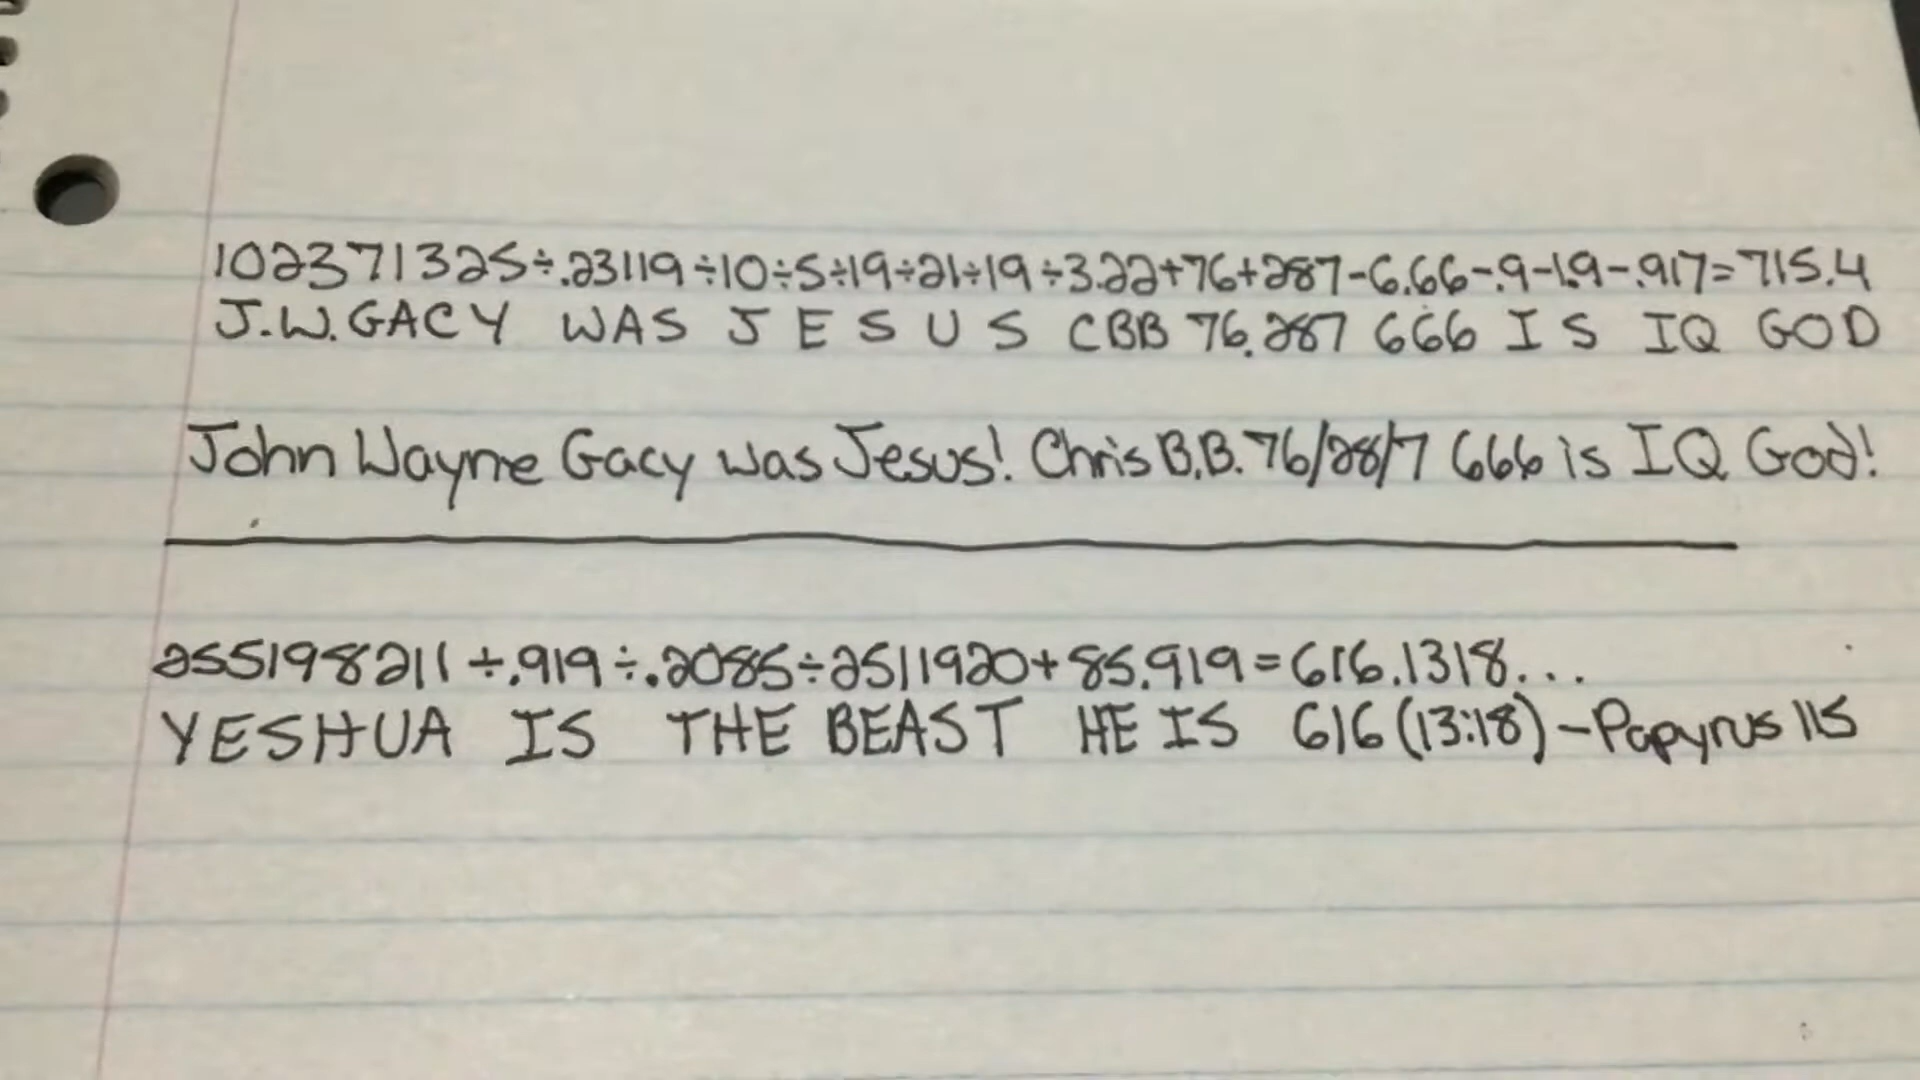 102371325÷.23119÷10÷5÷19÷21÷19÷3.22+76+287-6.66-.9-1.9-.917=715.4
J.W.GACY WAS J E S U S CBB 76.287 666 I S IQ GOD
John Wayne Gacy was Jesus! Chris B.B. 76/28/7 666 is IQ God!
255198211÷.919÷.2085÷2511920+85.919=616.1318...
YESHUA IS THE BEAST HE IS 616 (13:18)-Papyrus 115